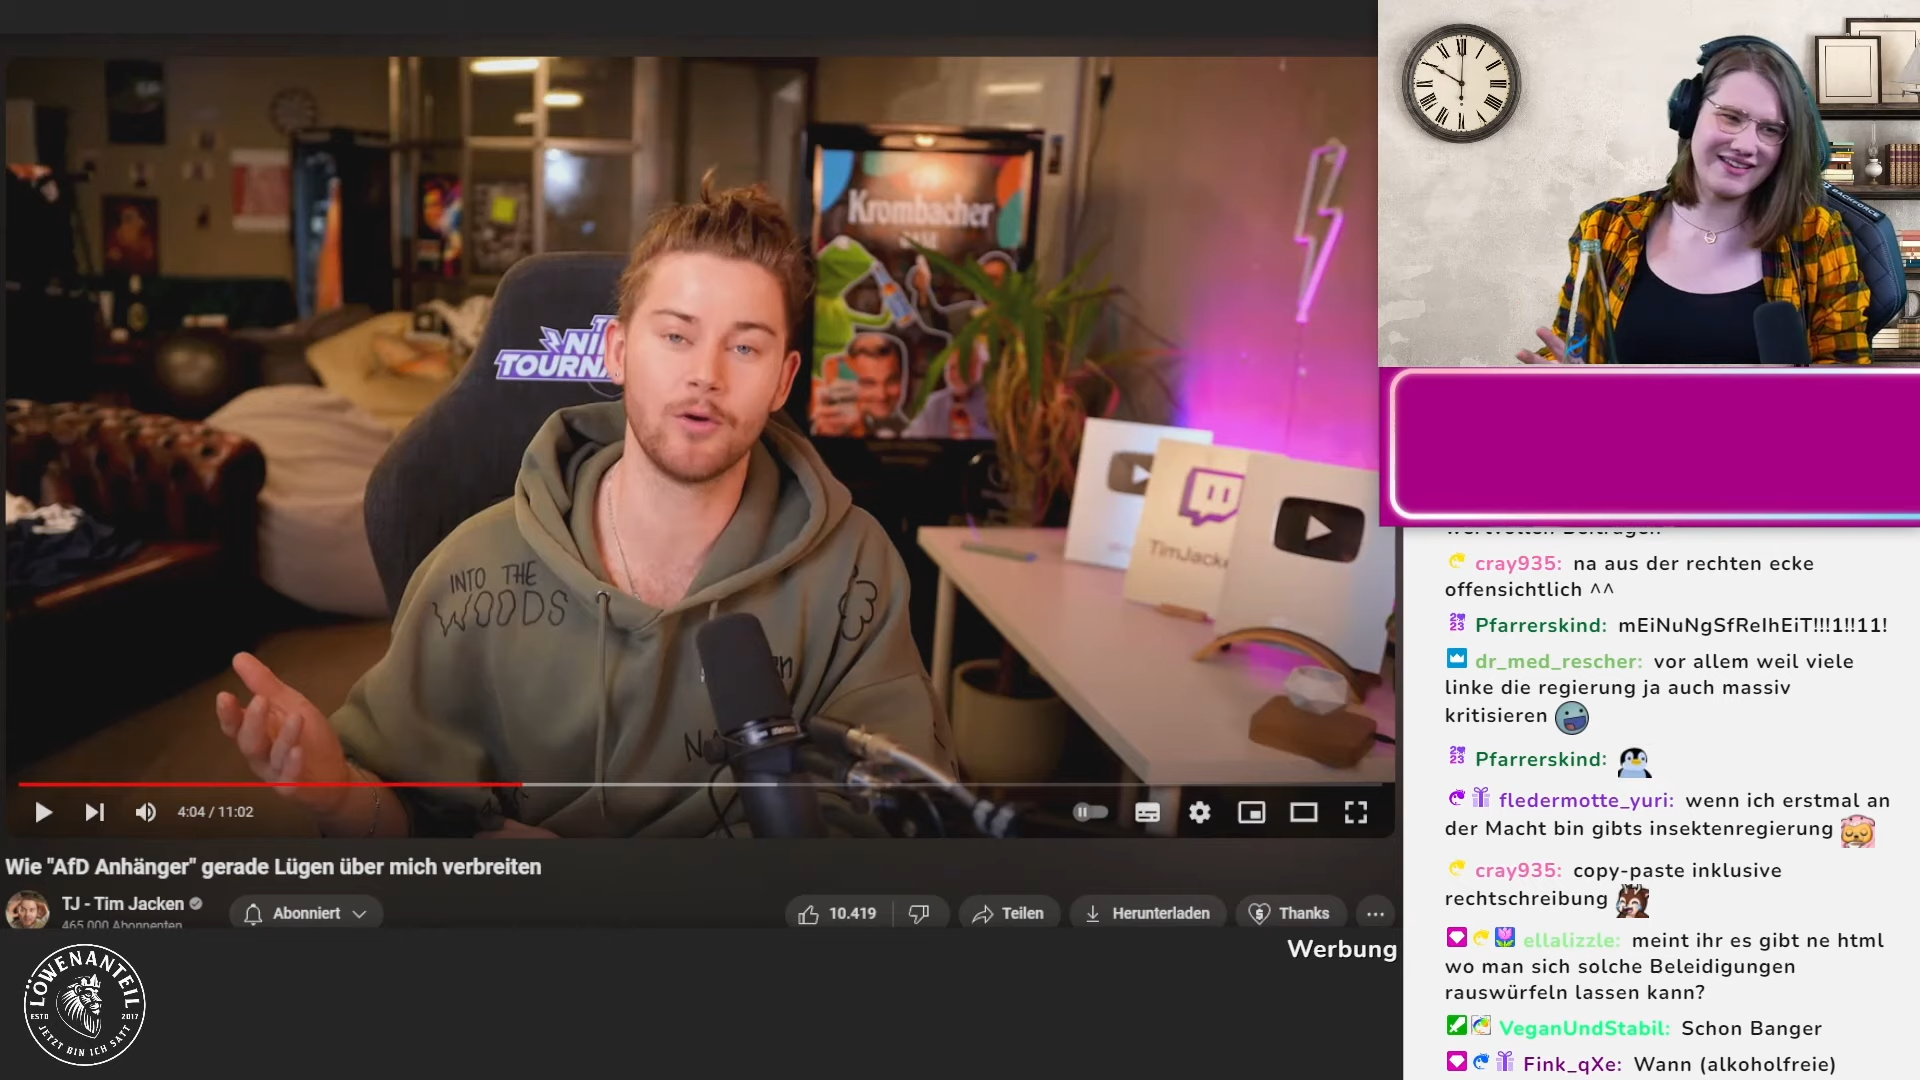 Krombacher
TOURNA
INTO THE
WOODS
TimJacke
4:04 / 11:02
Wie "AfD Anhänger" gerade Lügen über mich verbreiten
TJ - Tim Jacken
465.000 Abonnenten
Abonniert
10.419
Teilen
Herunterladen
Thanks
Werbung
LÖWENANTEIL
ESTD 2017
JETZT BIN ICH SATT
BACKFORCE
wertvollen Beiträgen
cray935: na aus der rechten ecke
offensichtlich ^^
Pfarrerskind: mEiNuNgSfReIhEiT!!!1!!11!
dr_med_rescher: vor allem weil viele
linke die regierung ja auch massiv
kritisieren
Pfarrerskind:
fledermotte_yuri: wenn ich erstmal an
der Macht bin gibts insektenregierung
cray935: copy-paste inklusive
rechtschreibung
ellalizzle: meint ihr es gibt ne html
wo man sich solche Beleidigungen
rauswürfeln lassen kann?
VeganUndStabil: Schon Banger
Fink_qXe: Wann (alkoholfreie)